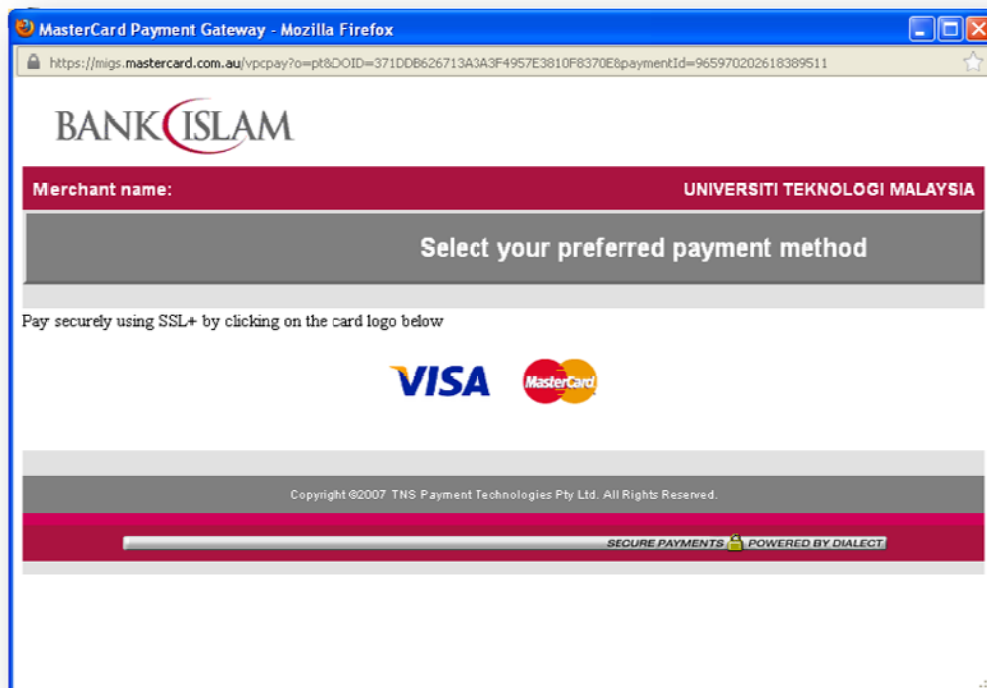 MasterCard Payment Gateway - Mozilla Firefox
https://migs.mastercard.com.au/vpcpay?o=pt&DOID=371DDB626713A3A3F4957E3810F8370E&paymentId=965970202618389511
BANK ISLAM
Merchant name: UNIVERSITI TEKNOLOGI MALAYSIA
Select your preferred payment method
Pay securely using SSL+ by clicking on the card logo below
VISA MasterCard
Copyright ©2007 TNS Payment Technologies Pty Ltd. All Rights Reserved.
SECURE PAYMENTS POWERED BY DIALECT